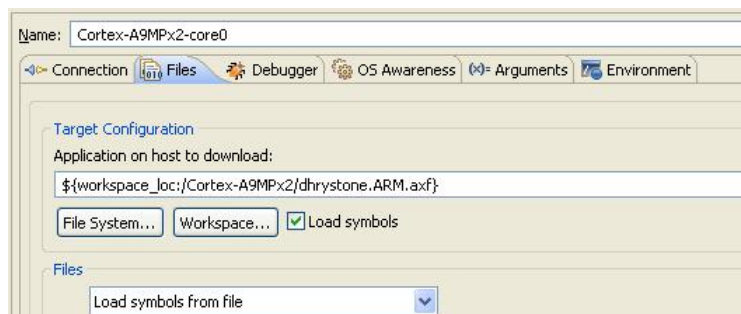 Name: Cortex-A9MPx2-core0
Connection Files Debugger OS Awareness (x)= Arguments Environment
Target Configuration
Application on host to download:
${workspace_loc:/Cortex-A9MPx2/dhrystone.ARM.axf}
File System... Workspace... Load symbols
Files
Load symbols from file